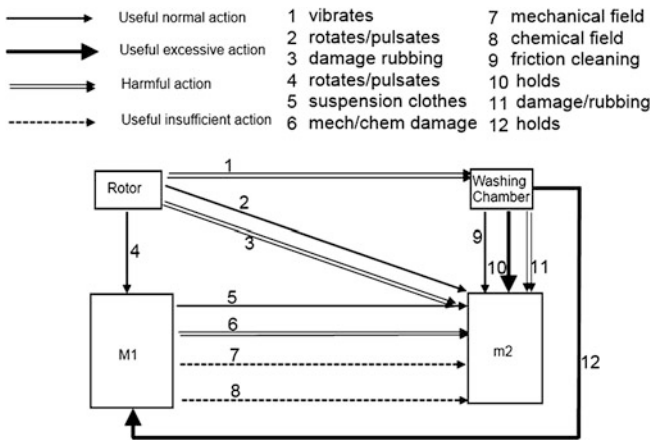 Useful normal action
Useful excessive action
Harmful action
Useful insufficient action
1 vibrates
2 rotates/pulsates
3 damage rubbing
4 rotates/pulsates
5 suspension clothes
6 mech/chem damage
7 mechanical field
8 chemical field
9 friction cleaning
10 holds
11 damage/rubbing
12 holds
Rotor
1
Washing
Chamber
2
3
4
9
10
11
M1
5
6
7
8
m2
12